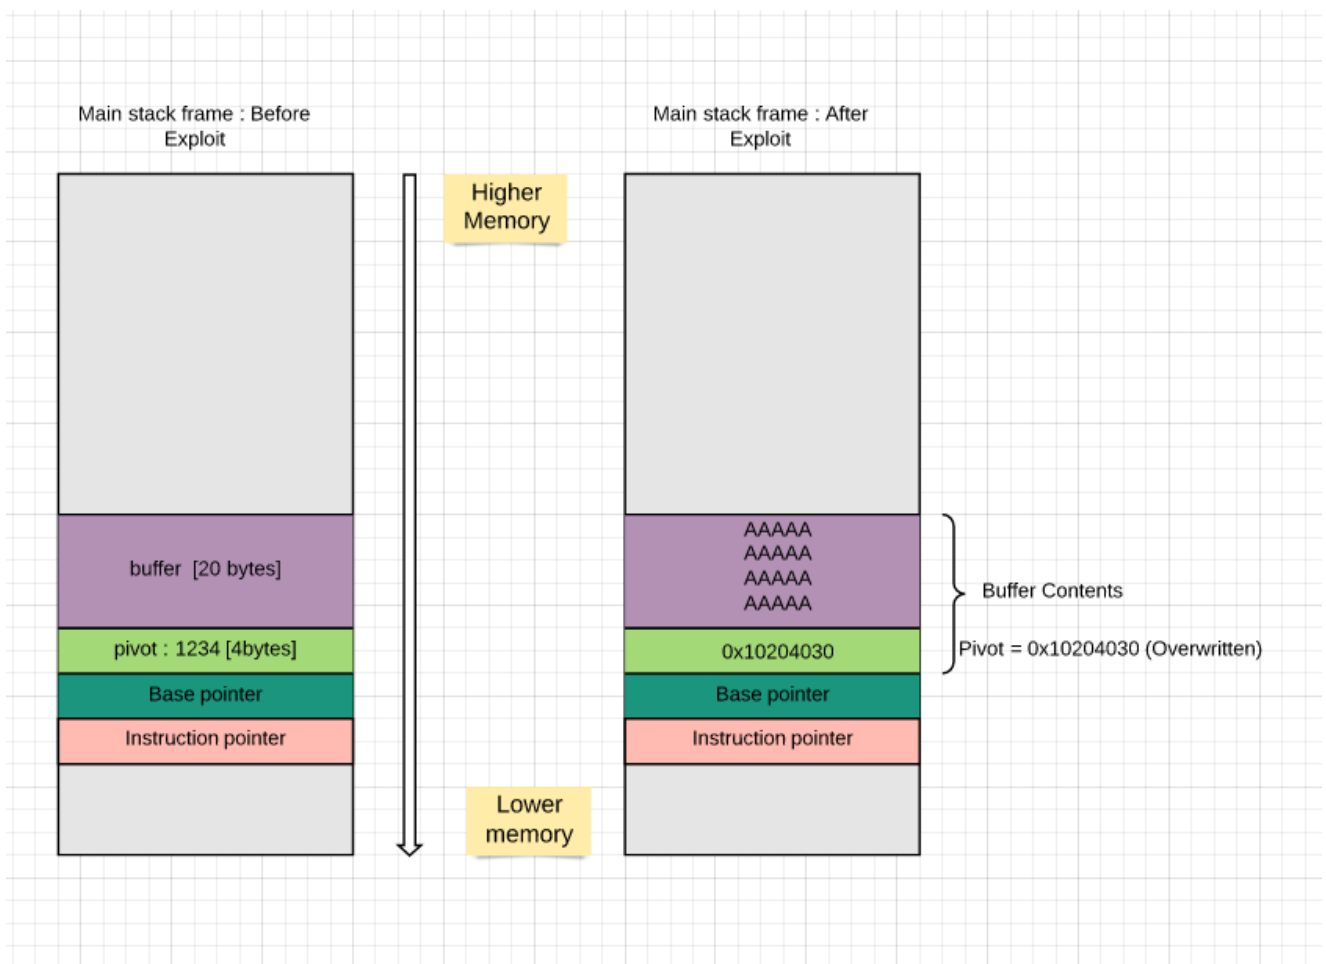 Main stack frame : Before
Exploit
Main stack frame : After
Exploit
Higher
Memory
buffer  [20 bytes]
AAAAA
AAAAA
AAAAA
AAAAA
Buffer Contents
pivot : 1234 [4bytes]
0x10204030
Pivot = 0x10204030 (Overwritten)
Base pointer
Base pointer
Instruction pointer
Instruction pointer
Lower
memory